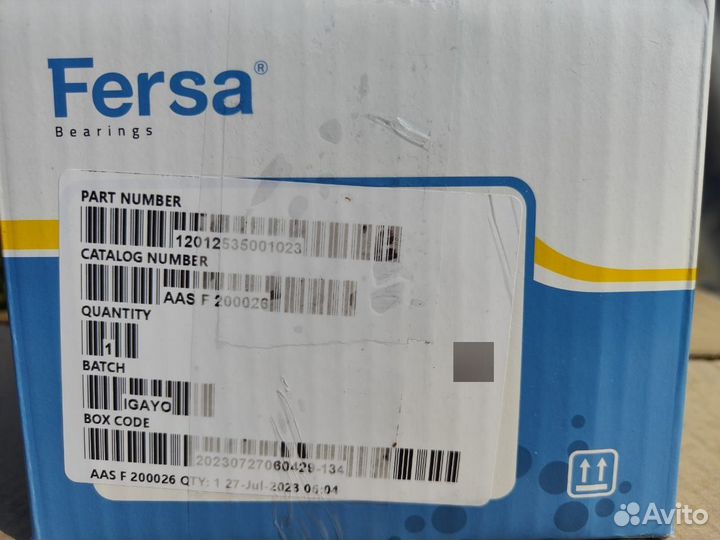 Fersa®
Bearings
PART NUMBER
12012535001023
CATALOG NUMBER
AAS F 200026
QUANTITY
1
BATCH
IGAYO
BOX CODE
20230727060429-134
AAS F 200026 QTY: 1 27-Jul-2023 06:04
Avito